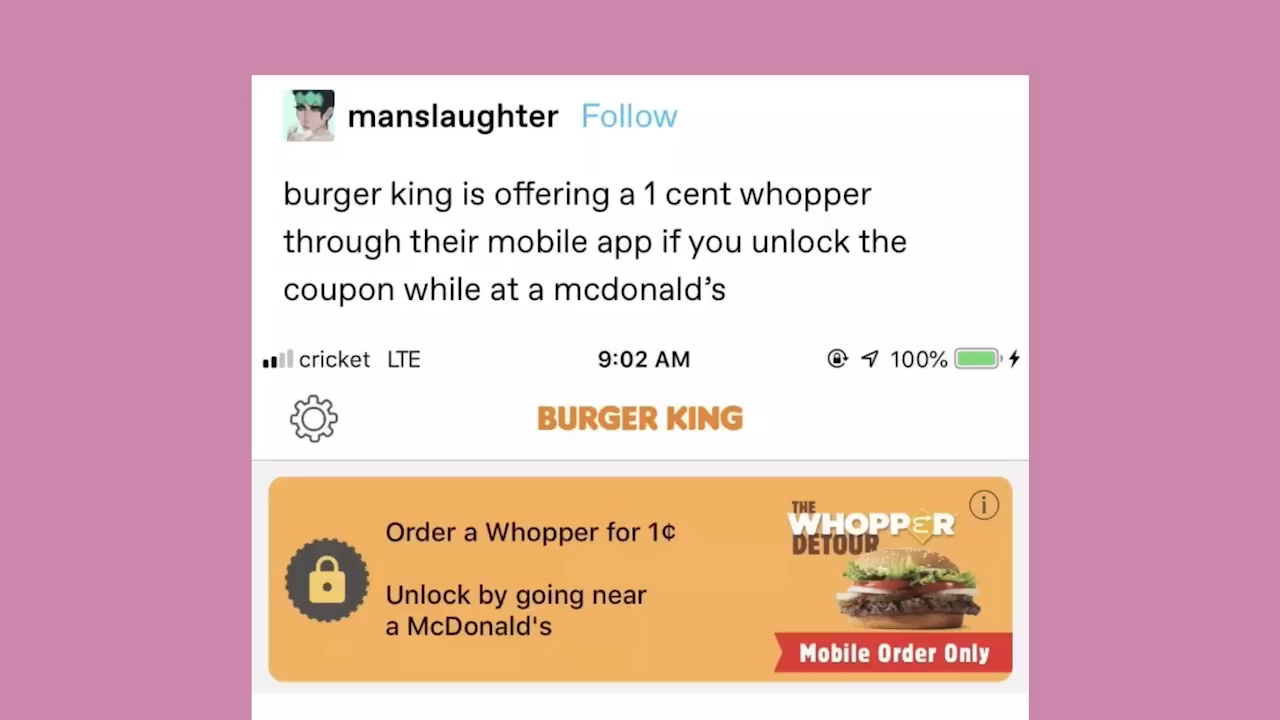 manslaughter Follow
burger king is offering a 1 cent whopper
through their mobile app if you unlock the
coupon while at a mcdonald’s
cricket LTE 9:02 AM 100%
BURGER KING
Order a Whopper for 1¢
Unlock by going near
a McDonald's
THE
WHOPPER
DETOUR
i
Mobile Order Only